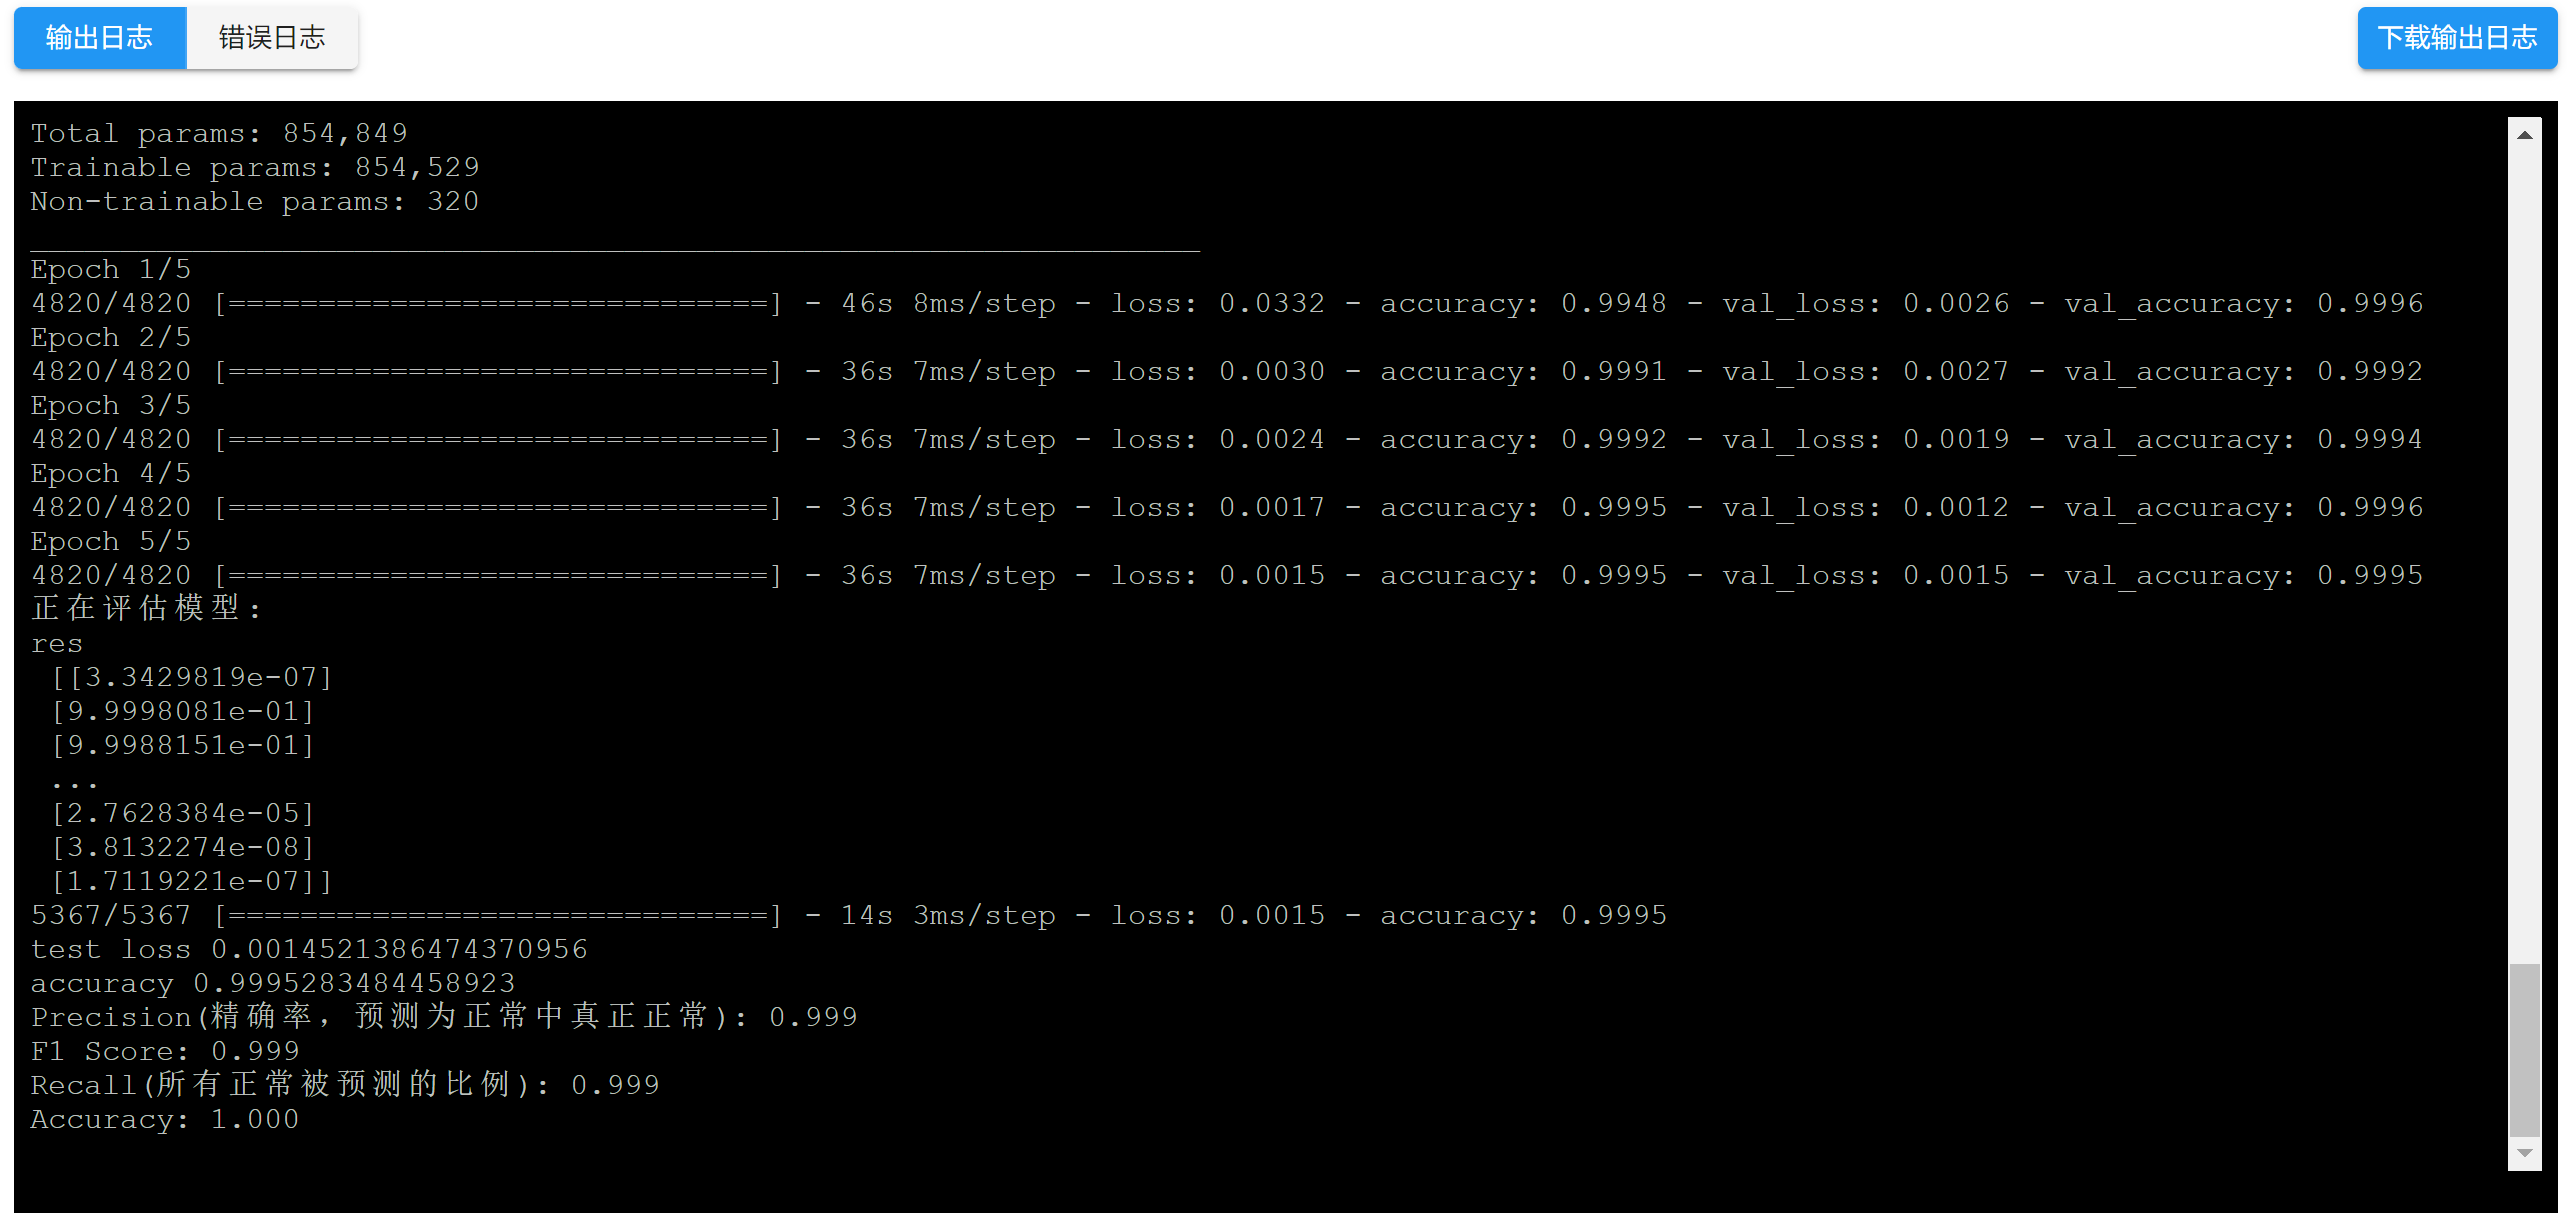 输出日志 错误日志 下载输出日志
Total params: 854,849
Trainable params: 854,529
Non-trainable params: 320
_________________________________________________________________
Epoch 1/5
4820/4820 [==============================] - 46s 8ms/step - loss: 0.0332 - accuracy: 0.9948 - val_loss: 0.0026 - val_accuracy: 0.9996
Epoch 2/5
4820/4820 [==============================] - 36s 7ms/step - loss: 0.0030 - accuracy: 0.9991 - val_loss: 0.0027 - val_accuracy: 0.9992
Epoch 3/5
4820/4820 [==============================] - 36s 7ms/step - loss: 0.0024 - accuracy: 0.9992 - val_loss: 0.0019 - val_accuracy: 0.9994
Epoch 4/5
4820/4820 [==============================] - 36s 7ms/step - loss: 0.0017 - accuracy: 0.9995 - val_loss: 0.0012 - val_accuracy: 0.9996
Epoch 5/5
4820/4820 [==============================] - 36s 7ms/step - loss: 0.0015 - accuracy: 0.9995 - val_loss: 0.0015 - val_accuracy: 0.9995
正在评估模型：
res
[[3.3429819e-07]
[9.9998081e-01]
[9.9988151e-01]
...
[2.7628384e-05]
[3.8132274e-08]
[1.7119221e-07]]
5367/5367 [==============================] - 14s 3ms/step - loss: 0.0015 - accuracy: 0.9995
test loss 0.0014521386474370956
accuracy 0.9995283484458923
Precision(精确率，预测为正常中真正正常): 0.999
F1 Score: 0.999
Recall(所有正常被预测的比例): 0.999
Accuracy: 1.000